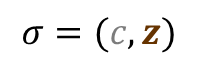 σ = (c, z)